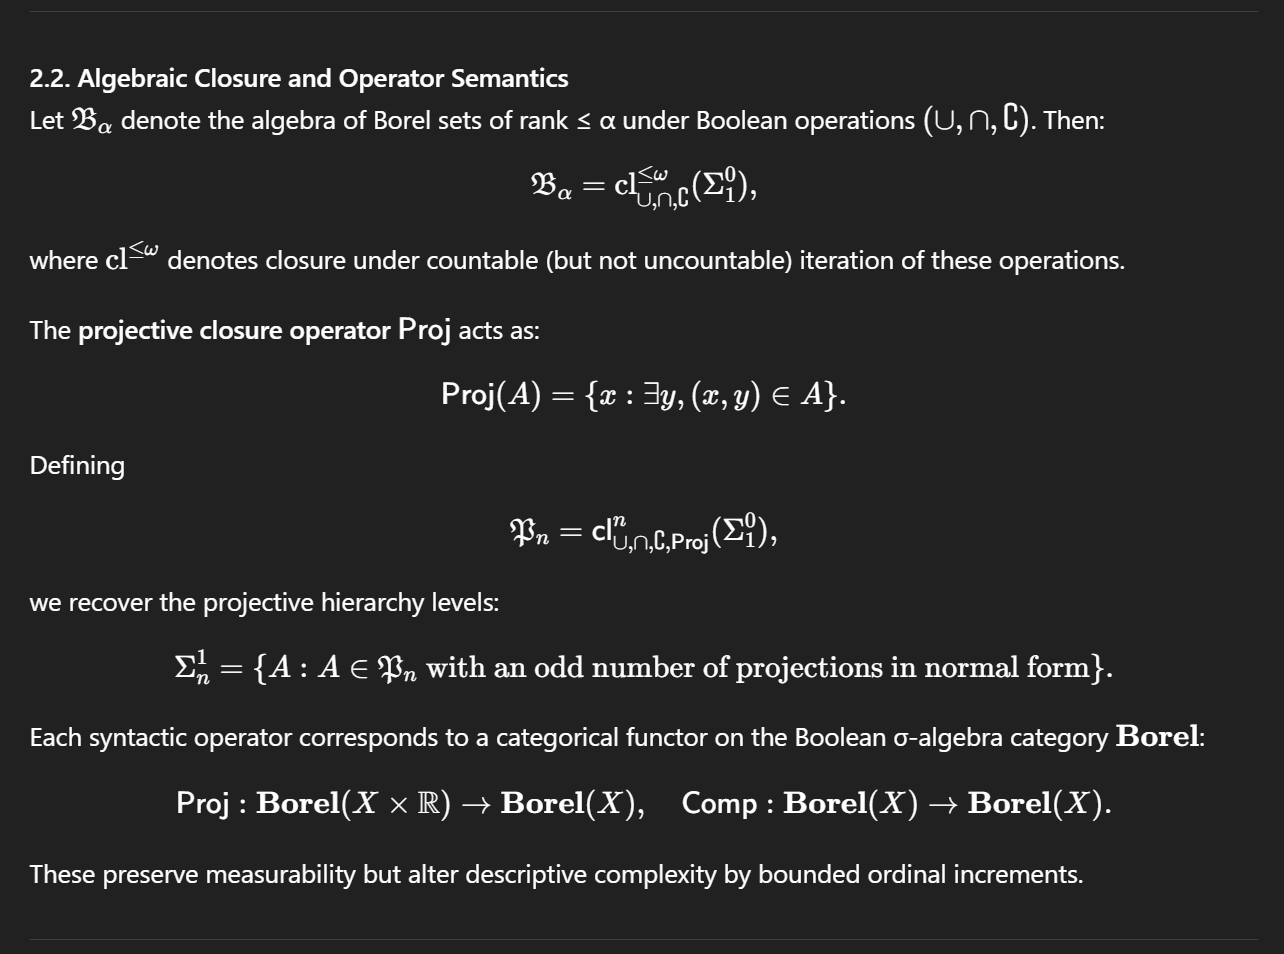 2.2. Algebraic Closure and Operator Semantics
Let 𝔅_α denote the algebra of Borel sets of rank ≤ α under Boolean operations (∪, ∩, ∁). Then:
𝔅_α = cl^{≤ω}_{∪,∩,∁}(Σ^0_1),
where cl^{≤ω} denotes closure under countable (but not uncountable) iteration of these operations.
The projective closure operator Proj acts as:
Proj(A) = {x : ∃y, (x, y) ∈ A}.
Defining
𝔓_n = cl^n_{∪,∩,∁,Proj}(Σ^0_1),
we recover the projective hierarchy levels:
Σ^1_n = {A : A ∈ 𝔓_n with an odd number of projections in normal form}.
Each syntactic operator corresponds to a categorical functor on the Boolean σ-algebra category Borel:
Proj : Borel(X × ℝ) → Borel(X), Comp : Borel(X) → Borel(X).
These preserve measurability but alter descriptive complexity by bounded ordinal increments.